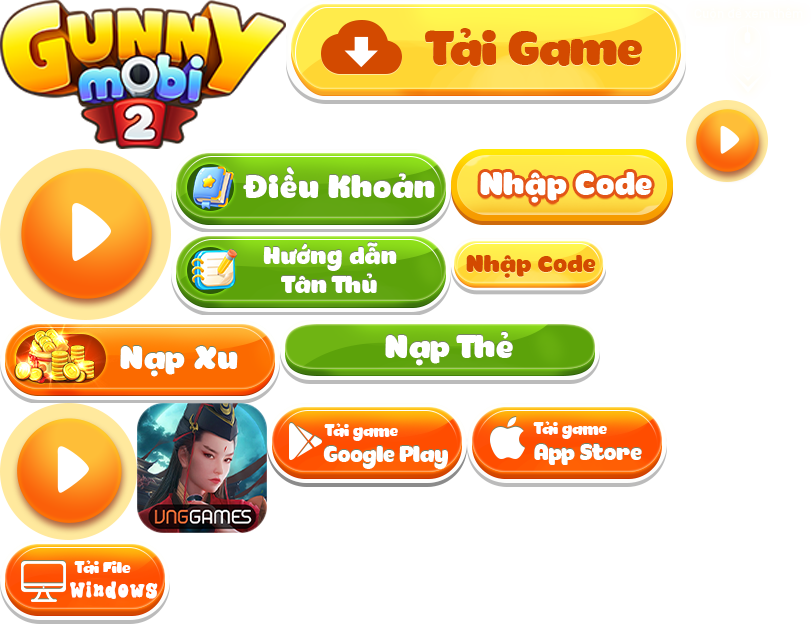 GUNNY
mobi
2
Tải Game
Điều Khoản
Nhập Code
Hướng dẫn
Tân Thủ
Nhập Code
Nạp Xu
Nạp Thẻ
VNGGAMES
Tải game
Google Play
Tải game
App Store
Tải File
Windows